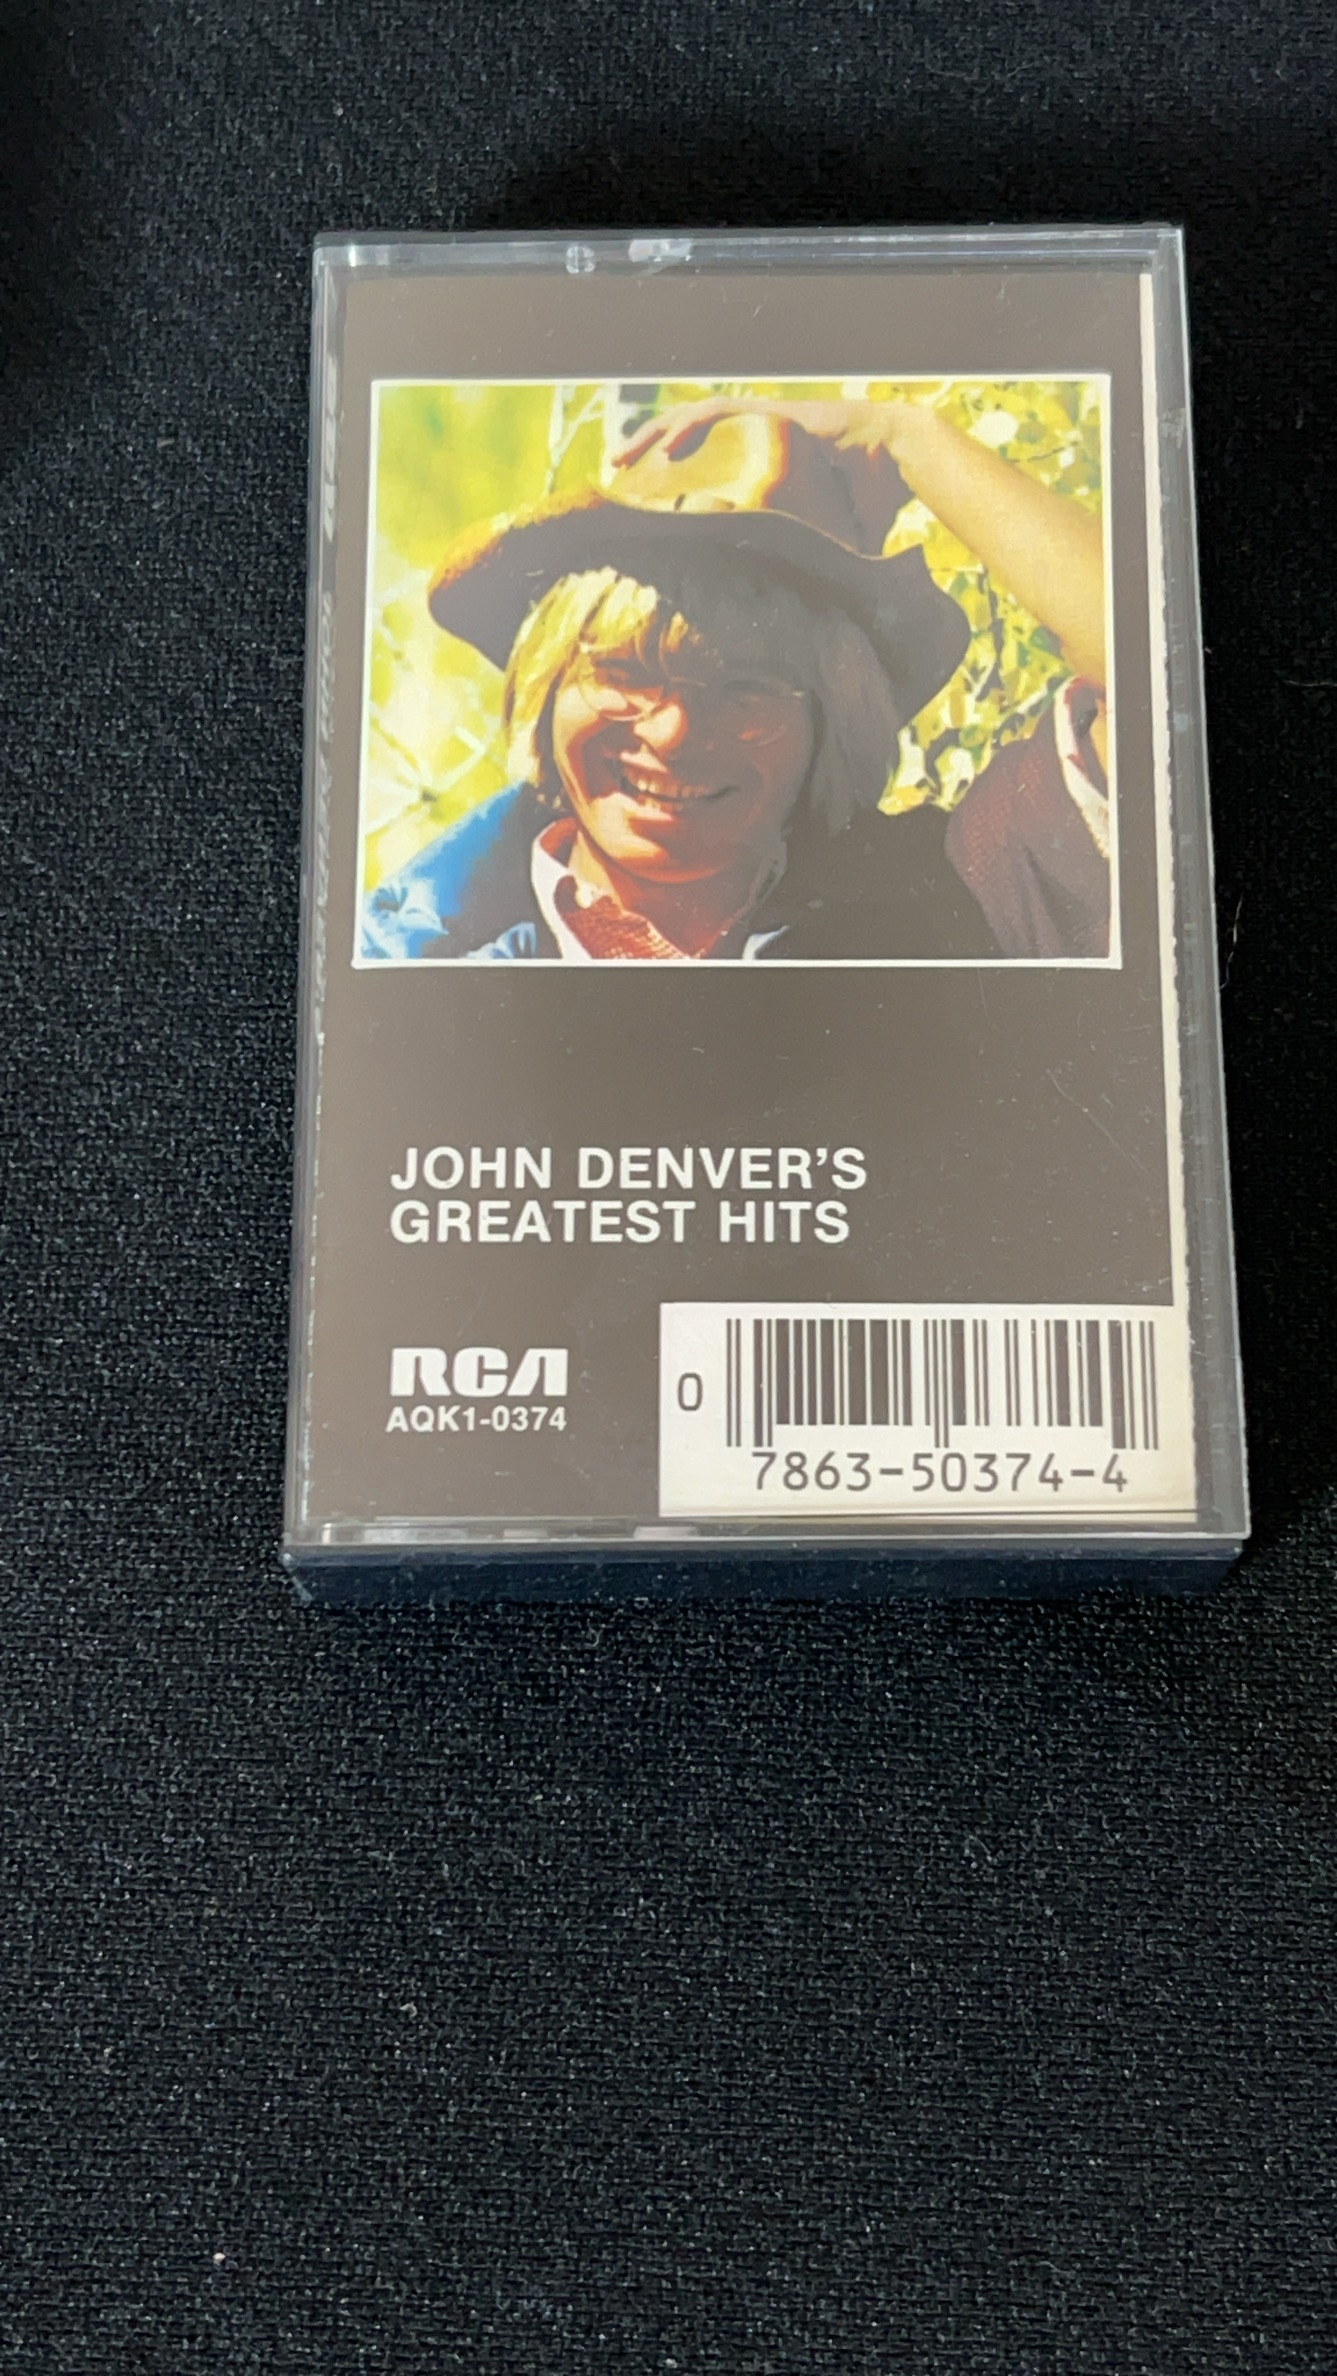 JOHN DENVER'S
GREATEST HITS
RCA
AQK1-0374
0
7863-50374-4